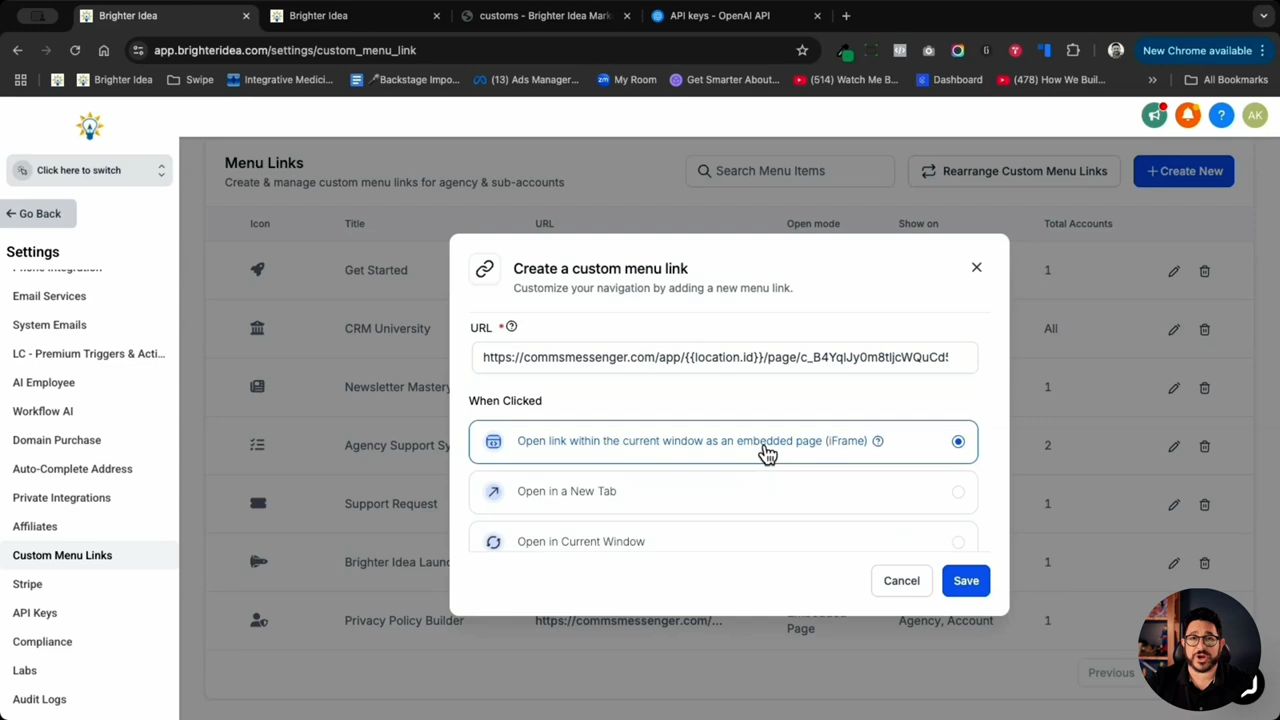 Brighter Idea
Brighter Idea
customs - Brighter Idea Mark
API keys - OpenAI API
app.brighteridea.com/settings/custom_menu_link
New Chrome available
Brighter Idea
Swipe
Integrative Medici...
Backstage Impo...
(13) Ads Manager...
My Room
Get Smarter About...
(514) Watch Me B...
Dashboard
(478) How We Buil...
All Bookmarks
AK
Click here to switch
Go Back
Settings
Phone Integration
Email Services
System Emails
LC - Premium Triggers & Acti...
AI Employee
Workflow AI
Domain Purchase
Auto-Complete Address
Private Integrations
Affiliates
Custom Menu Links
Stripe
API Keys
Compliance
Labs
Audit Logs
Menu Links
Create & manage custom menu links for agency & sub-accounts
Search Menu Items
Rearrange Custom Menu Links
+ Create New
Icon Title URL Open mode Show on Total Accounts
Get Started 1
CRM University All
Newsletter Mastery 1
Agency Support Sy 2
Support Request 1
Brighter Idea Laun 1
Privacy Policy Builder https://commsmessenger.com/... Embedded Page Agency, Account 1
Previous
Create a custom menu link
Customize your navigation by adding a new menu link.
URL *
https://commsmessenger.com/app/{{location.id}}/page/
When Clicked
Open link within the current window as an embedded page (iFrame)
Open in a New Tab
Open in Current Window
Cancel
Save